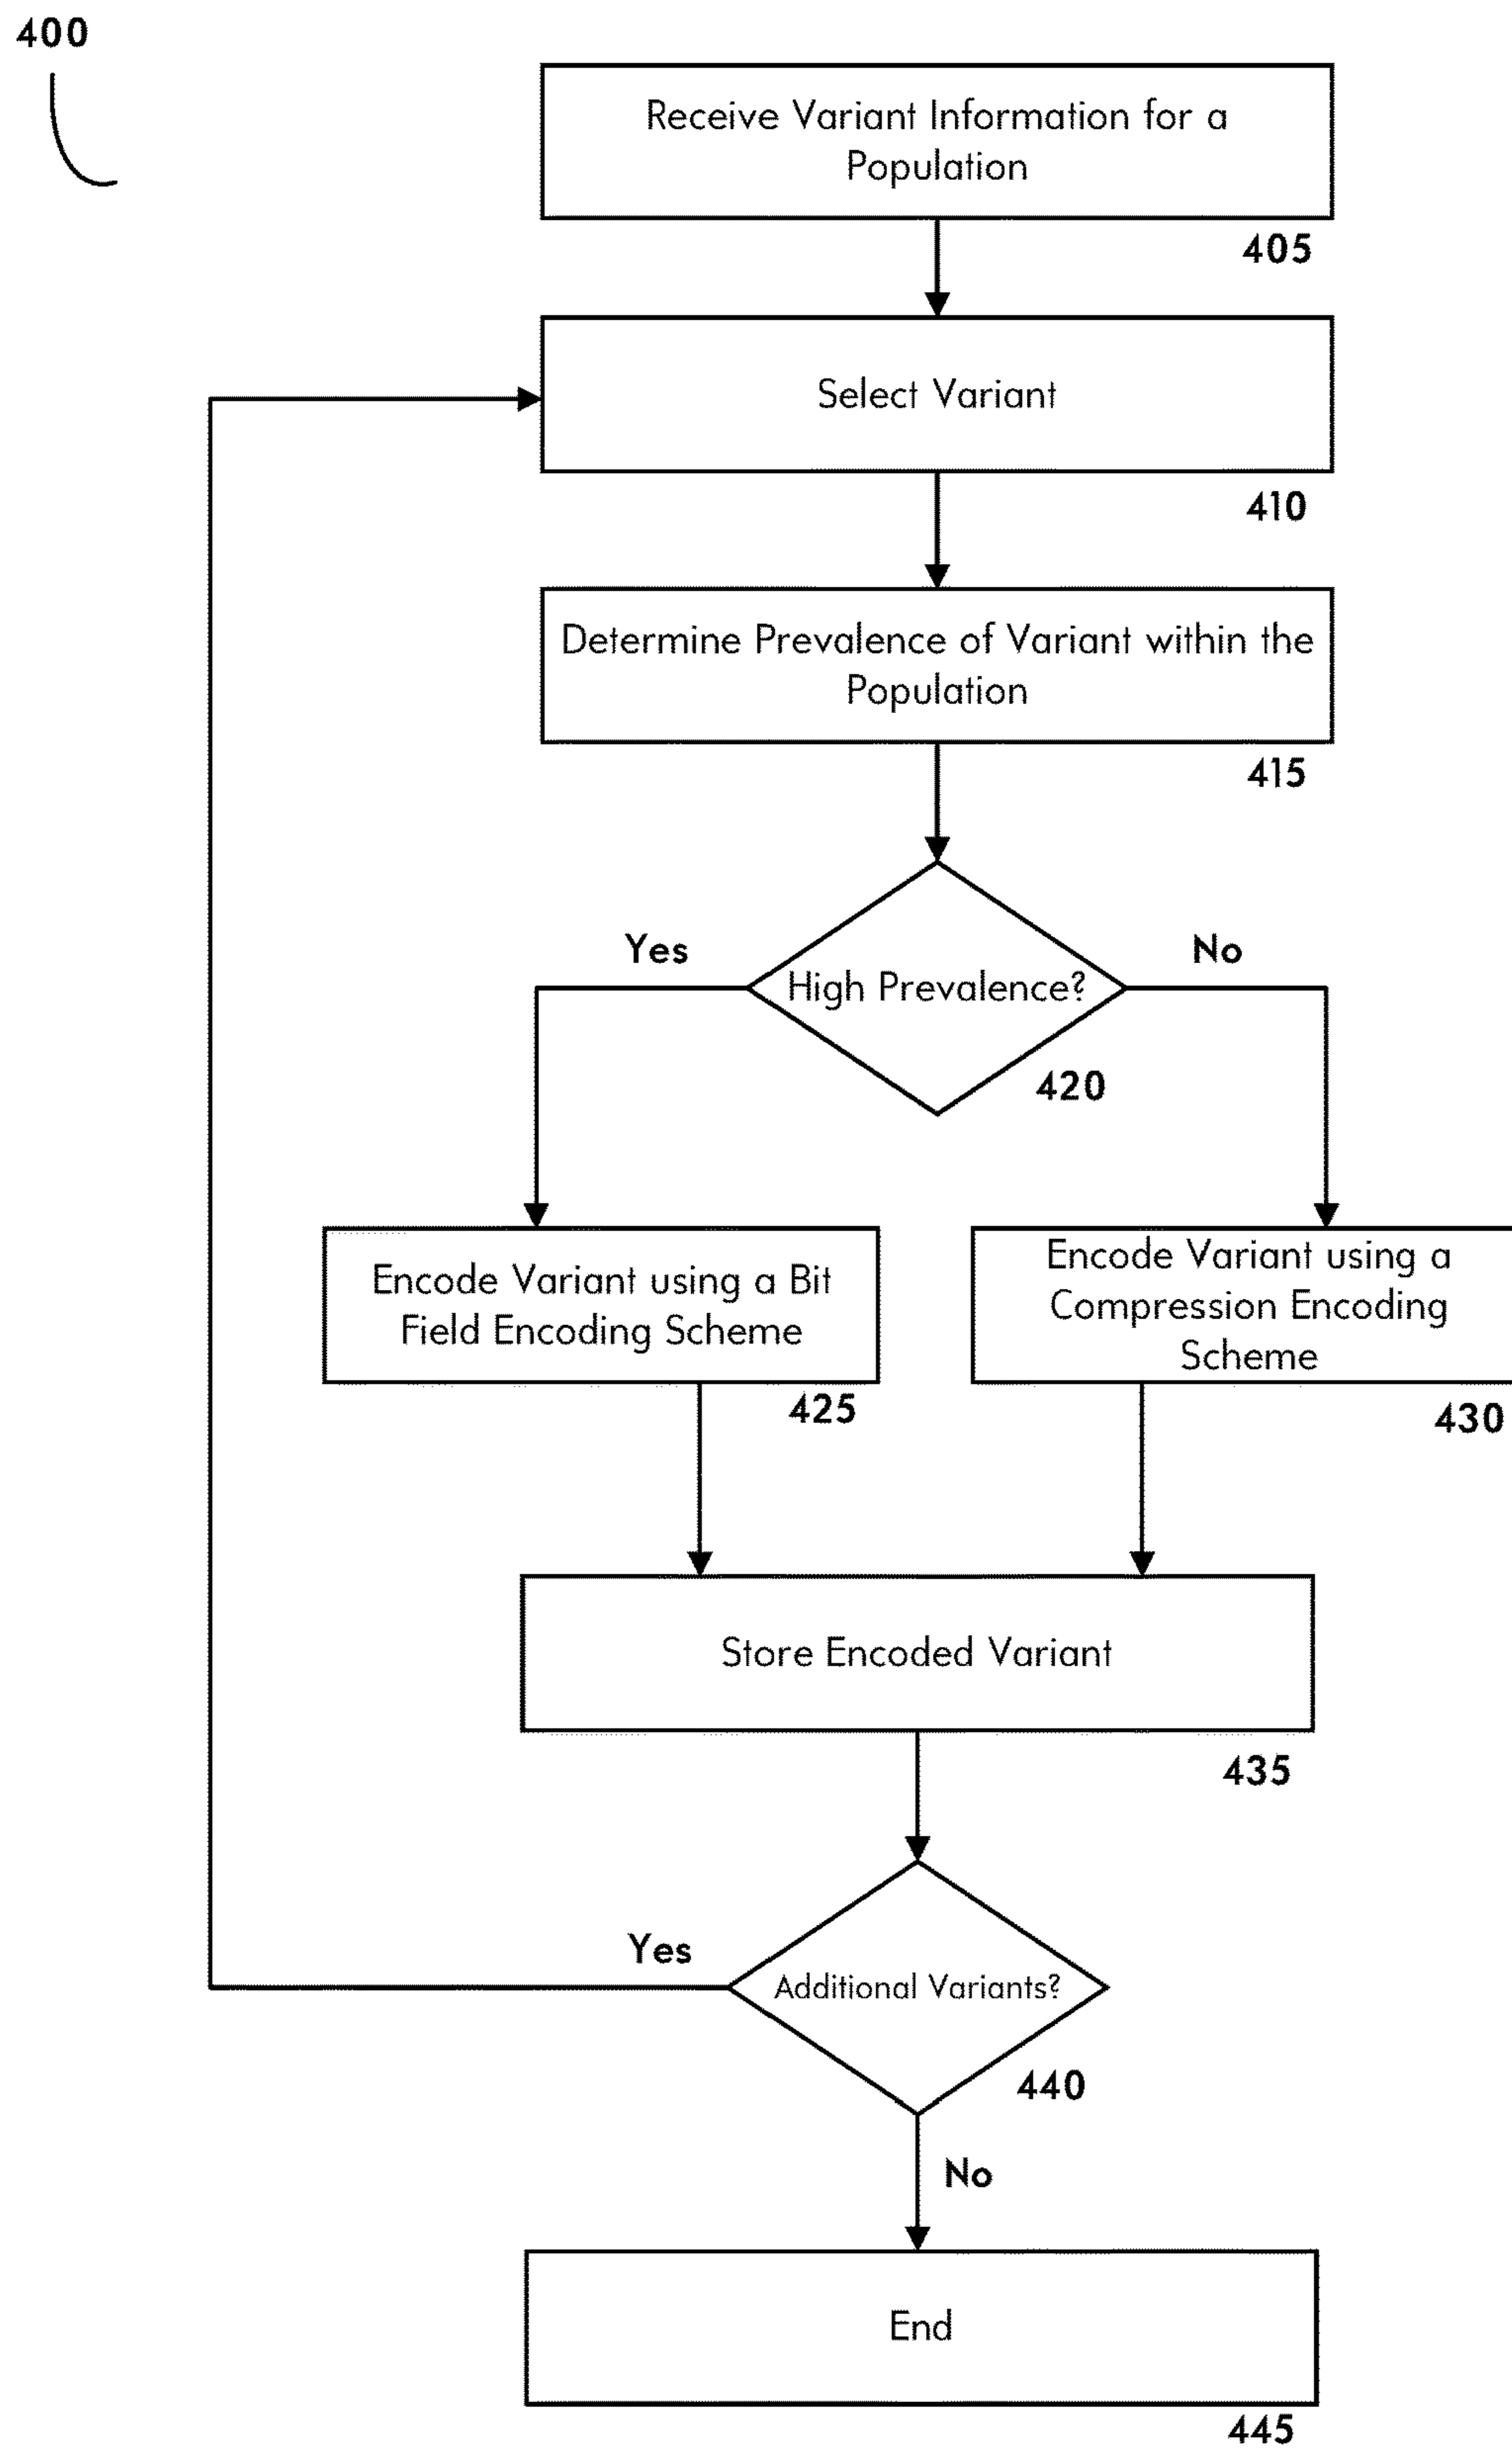 400
Receive Variant Information for a
Population
405
Select Variant
410
Determine Prevalence of Variant within the
Population
415
Yes
No
High Prevalence?
420
Encode Variant using a Bit
Field Encoding Scheme
425
Encode Variant using a
Compression Encoding
Scheme
430
Store Encoded Variant
435
Yes
Additional Variants?
440
No
End
445